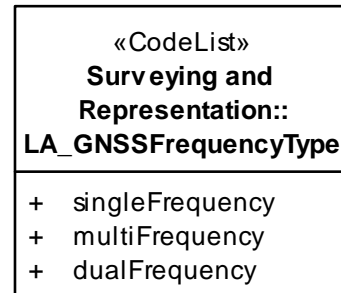 «CodeList»
Surveying and
Representation::
LA_GNSSFrequencyType
+ singleFrequency
+ multiFrequency
+ dualFrequency